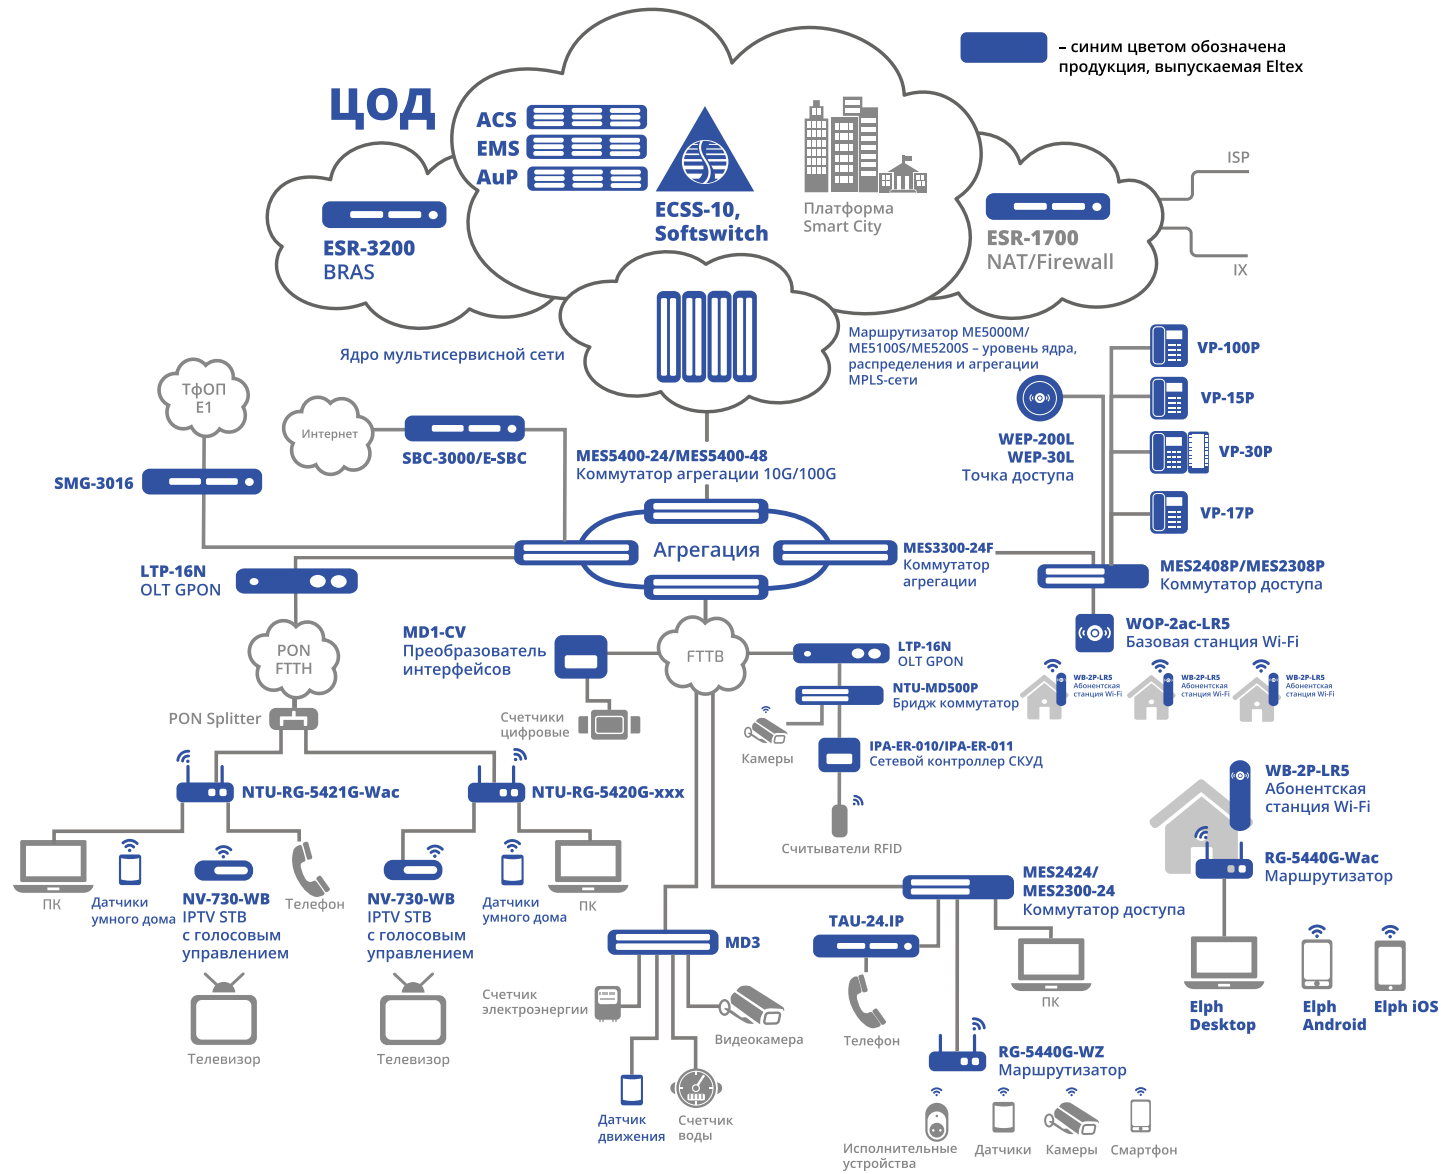 – синим цветом обозначена
продукция, выпускаемая Eltex
ЦОД
ACS
EMS
AuP
ECSS-10,
Softswitch
Платформа
Smart City
ESR-3200
BRAS
ESR-1700
NAT/Firewall
ISP
IX
Ядро мультисервисной сети
Маршрутизатор ME5000M/
ME5100S/ME5200S – уровень ядра,
распределения и агрегации
MPLS-сети
ТфОП
E1
Интернет
SBC-3000/E-SBC
SMG-3016
MES5400-24/MES5400-48
Коммутатор агрегации 10G/100G
WEP-200L
WEP-30L
Точка доступа
VP-100P
VP-15P
VP-30P
VP-17P
Агрегация
MES3300-24F
Коммутатор
агрегации
MES2408P/MES2308P
Коммутатор доступа
LTP-16N
OLT GPON
WOP-2ac-LR5
Базовая станция Wi-Fi
WB-2P-LR5
Абонентская
станция Wi-Fi
WB-2P-LR5
Абонентская
станция Wi-Fi
WB-2P-LR5
Абонентская
станция Wi-Fi
PON
FTTH
PON Splitter
MD1-CV
Преобразователь
интерфейсов
Счетчики
цифровые
FTTB
LTP-16N
OLT GPON
NTU-MD500P
Бридж коммутатор
Камеры
IPA-ER-010/IPA-ER-011
Сетевой контроллер СКУД
Считыватели RFID
NTU-RG-5421G-Wac
NTU-RG-5420G-xxx
ПК
Датчики
умного дома
NV-730-WB
IPTV STB
с голосовым
управлением
Телефон
NV-730-WB
IPTV STB
с голосовым
управлением
Датчики
умного дома
ПК
Телевизор
Телевизор
WB-2P-LR5
Абонентская
станция Wi-Fi
RG-5440G-Wac
Маршрутизатор
Elph
Desktop
Elph
Android
Elph iOS
MES2424/
MES2300-24
Коммутатор доступа
TAU-24.IP
Телефон
ПК
MD3
Счетчик
электроэнергии
Видеокамера
Датчик
движения
Счетчик
воды
RG-5440G-WZ
Маршрутизатор
Исполнительные
устройства
Датчики
Камеры
Смартфон